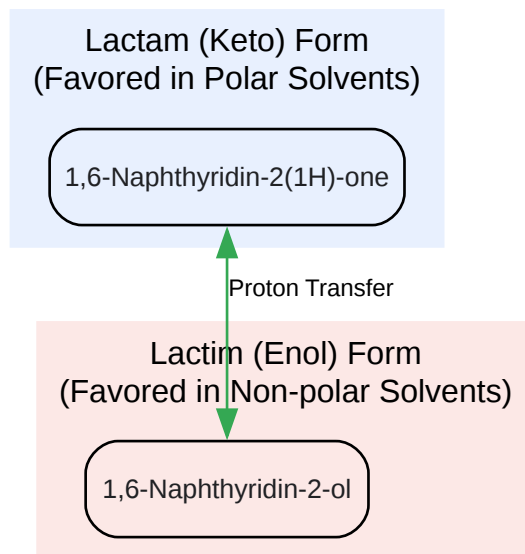 Lactam (Keto) Form
(Favored in Polar Solvents)
1,6-Naphthyridin-2(1H)-one
Proton Transfer
Lactim (Enol) Form
(Favored in Non-polar Solvents)
1,6-Naphthyridin-2-ol